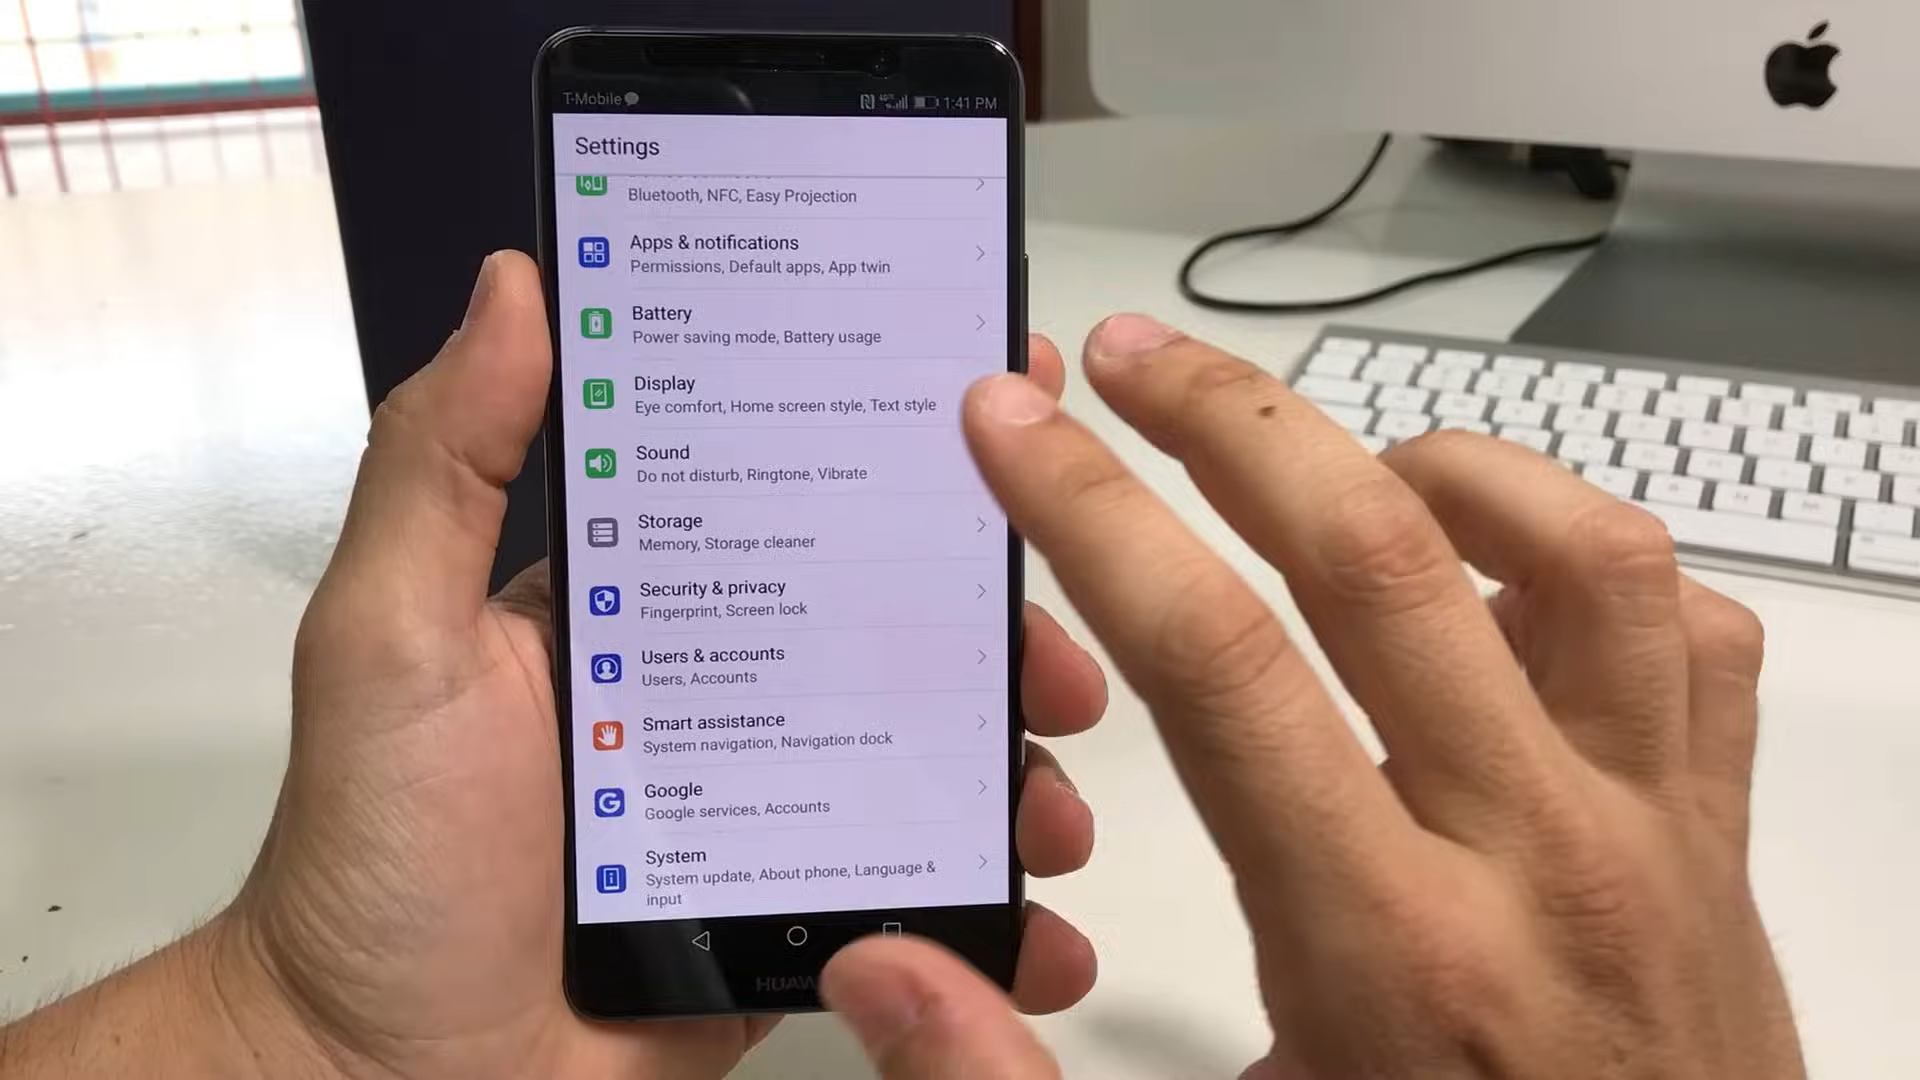 T-Mobile
1:41 PM
Settings
Bluetooth, NFC, Easy Projection
Apps & notifications
Permissions, Default apps, App twin
Battery
Power saving mode, Battery usage
Display
Eye comfort, Home screen style, Text style
Sound
Do not disturb, Ringtone, Vibrate
Storage
Memory, Storage cleaner
Security & privacy
Fingerprint, Screen lock
Users & accounts
Users, Accounts
Smart assistance
System navigation, Navigation dock
Google
Google services, Accounts
System
System update, About phone, Language &
input